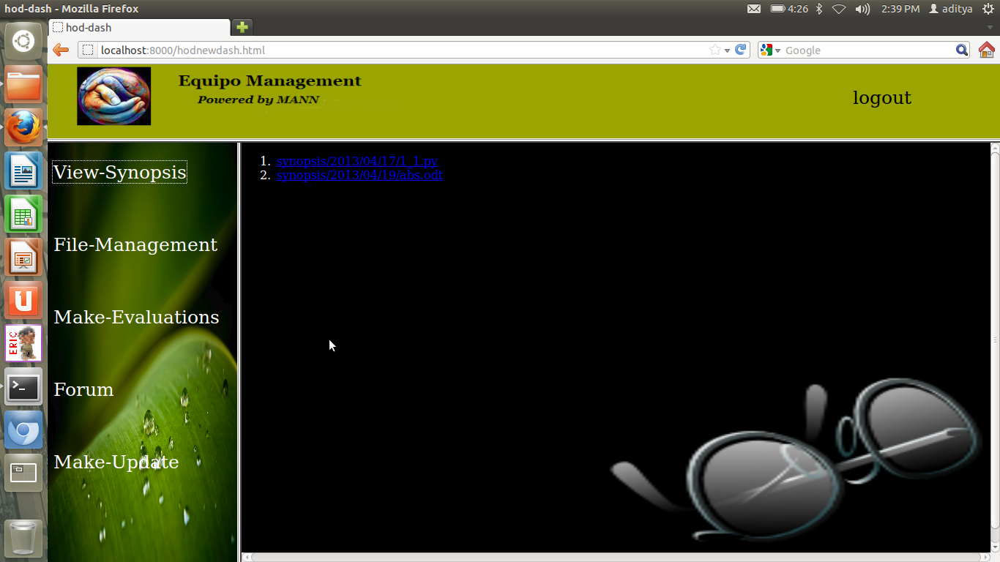 hod-dash - Mozilla Firefox
4:26
2:39 PM
aditya
hod-dash
localhost:8000/hodnewdash.html
Google
Equipo Management
Powered by MANN
logout
View-Synopsis
File-Management
Make-Evaluations
Forum
Make-Update
1. synopsis/2013/04/17/1_1.py
2. synopsis/2013/04/19/abs.odt
ERIC